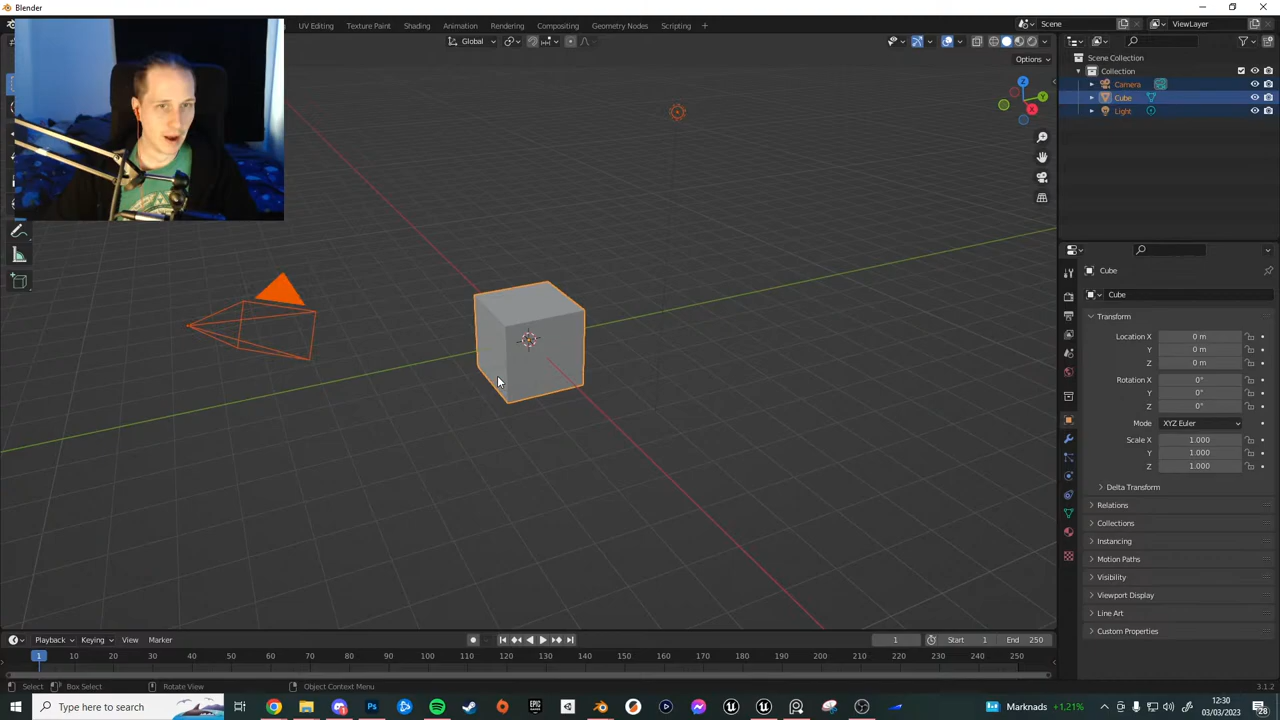 Blender
UV Editing Texture Paint Shading Animation Rendering Compositing Geometry Nodes Scripting +
Scene ViewLayer
Global
Options
Scene Collection
Collection
Camera
Cube
Light
Z
Y
X
Cube
Cube
Transform
Location X 0 m
Y 0 m
Z 0 m
Rotation X 0°
Y 0°
Z 0°
Mode XYZ Euler
Scale X 1.000
Y 1.000
Z 1.000
Delta Transform
Relations
Collections
Instancing
Motion Paths
Visibility
Viewport Display
Line Art
Custom Properties
Playback Keying View Marker 1 Start 1 End 250
1 10 20 30 40 50 60 70 80 90 100 110 120 130 140 150 160 170 180 190 200 210 220 230 240 250
Select Box Select Rotate View Object Context Menu 3.1.2
Type here to search EPIC Marknads +1,21% 12:30
03/03/2023